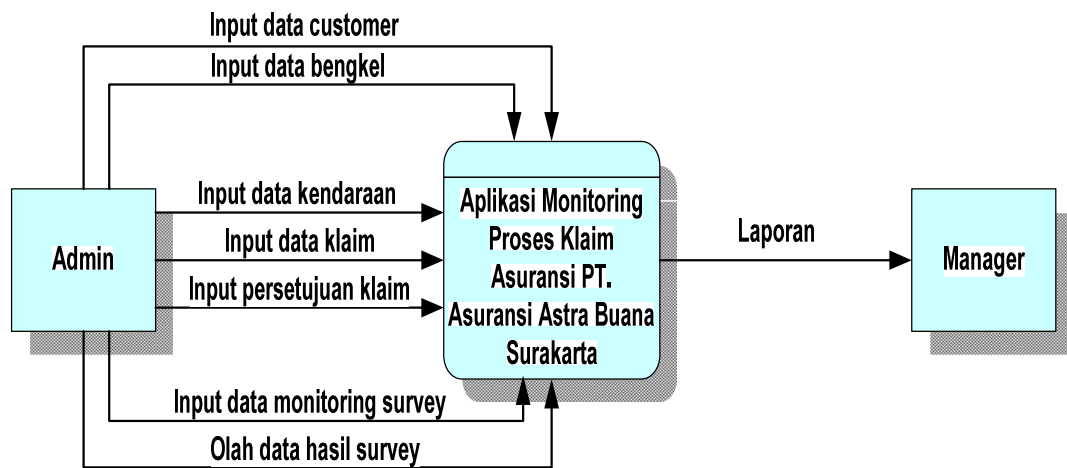 Input data customer
Input data bengkel
Input data kendaraan
Input data klaim
Input persetujuan klaim
Admin
Aplikasi Monitoring
Proses Klaim
Asuransi PT.
Asuransi Astra Buana
Surakarta
Laporan
Manager
Input data monitoring survey
Olah data hasil survey